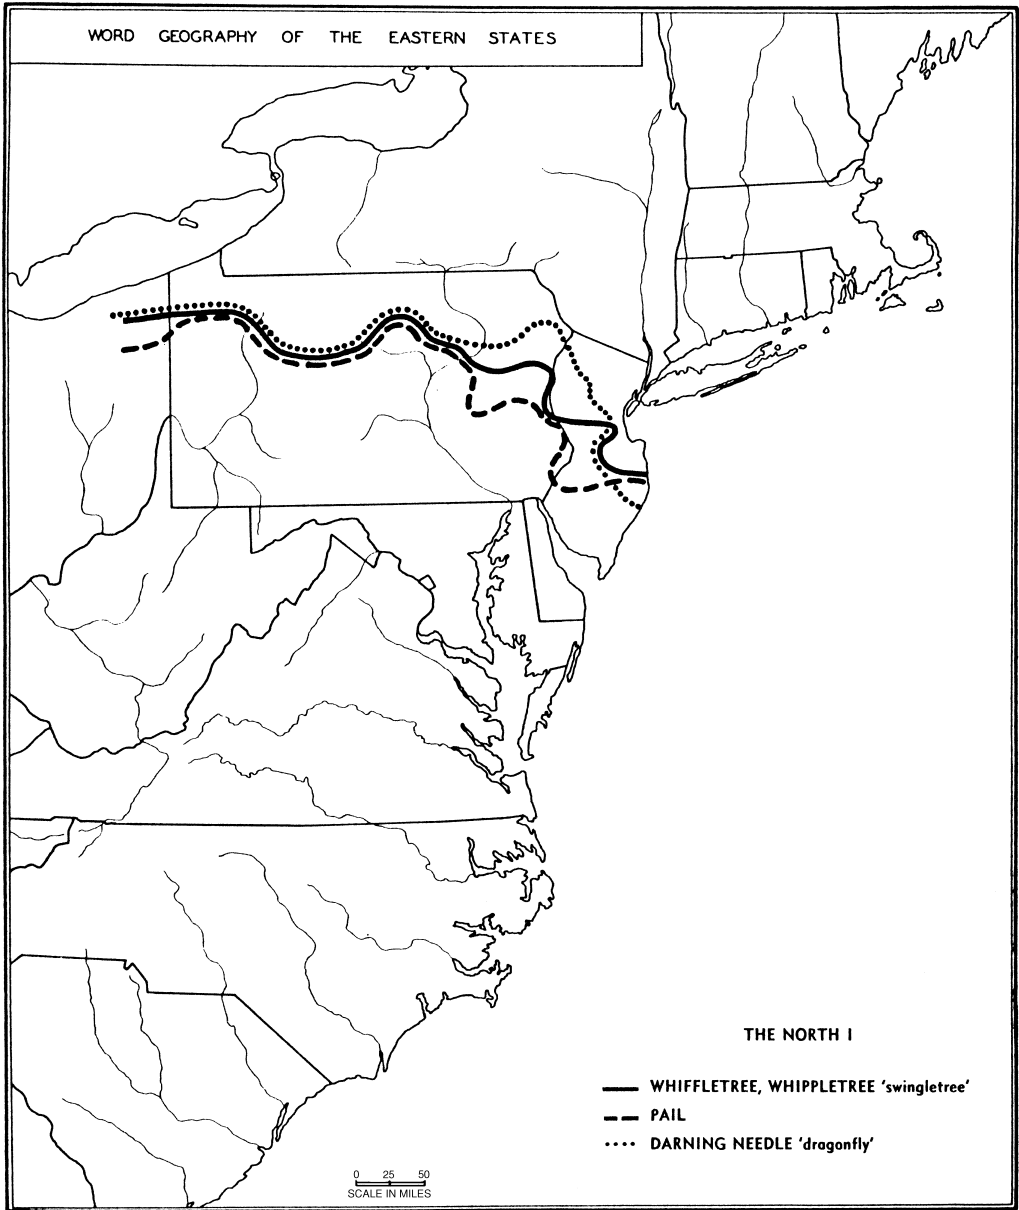 WORD GEOGRAPHY OF THE EASTERN STATES
THE NORTH I
WHIFFLETREE, WHIPPLETREE 'swingletree'
PAIL
DARNING NEEDLE 'dragonfly'
0 25 50
SCALE IN MILES